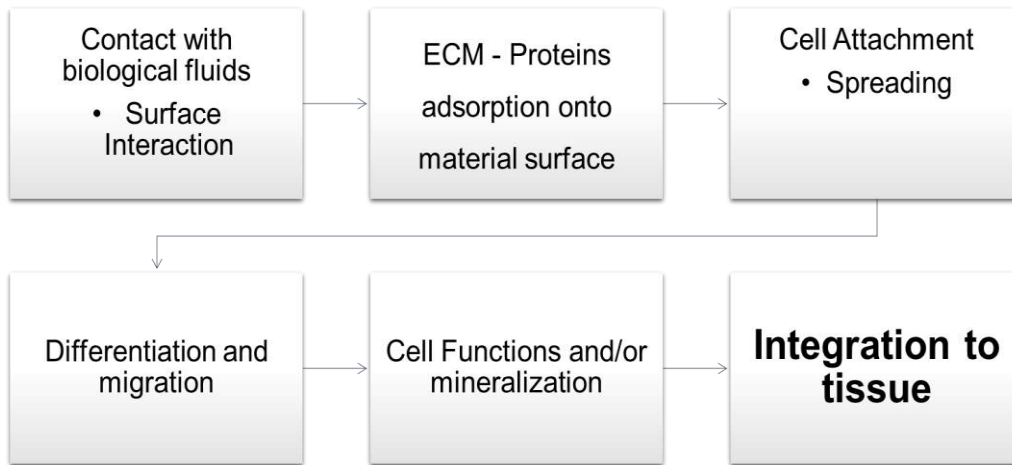 Contact with
biological fluids
• Surface
Interaction
ECM - Proteins
adsorption onto
material surface
Cell Attachment
• Spreading
Differentiation and
migration
Cell Functions and/or
mineralization
Integration to
tissue